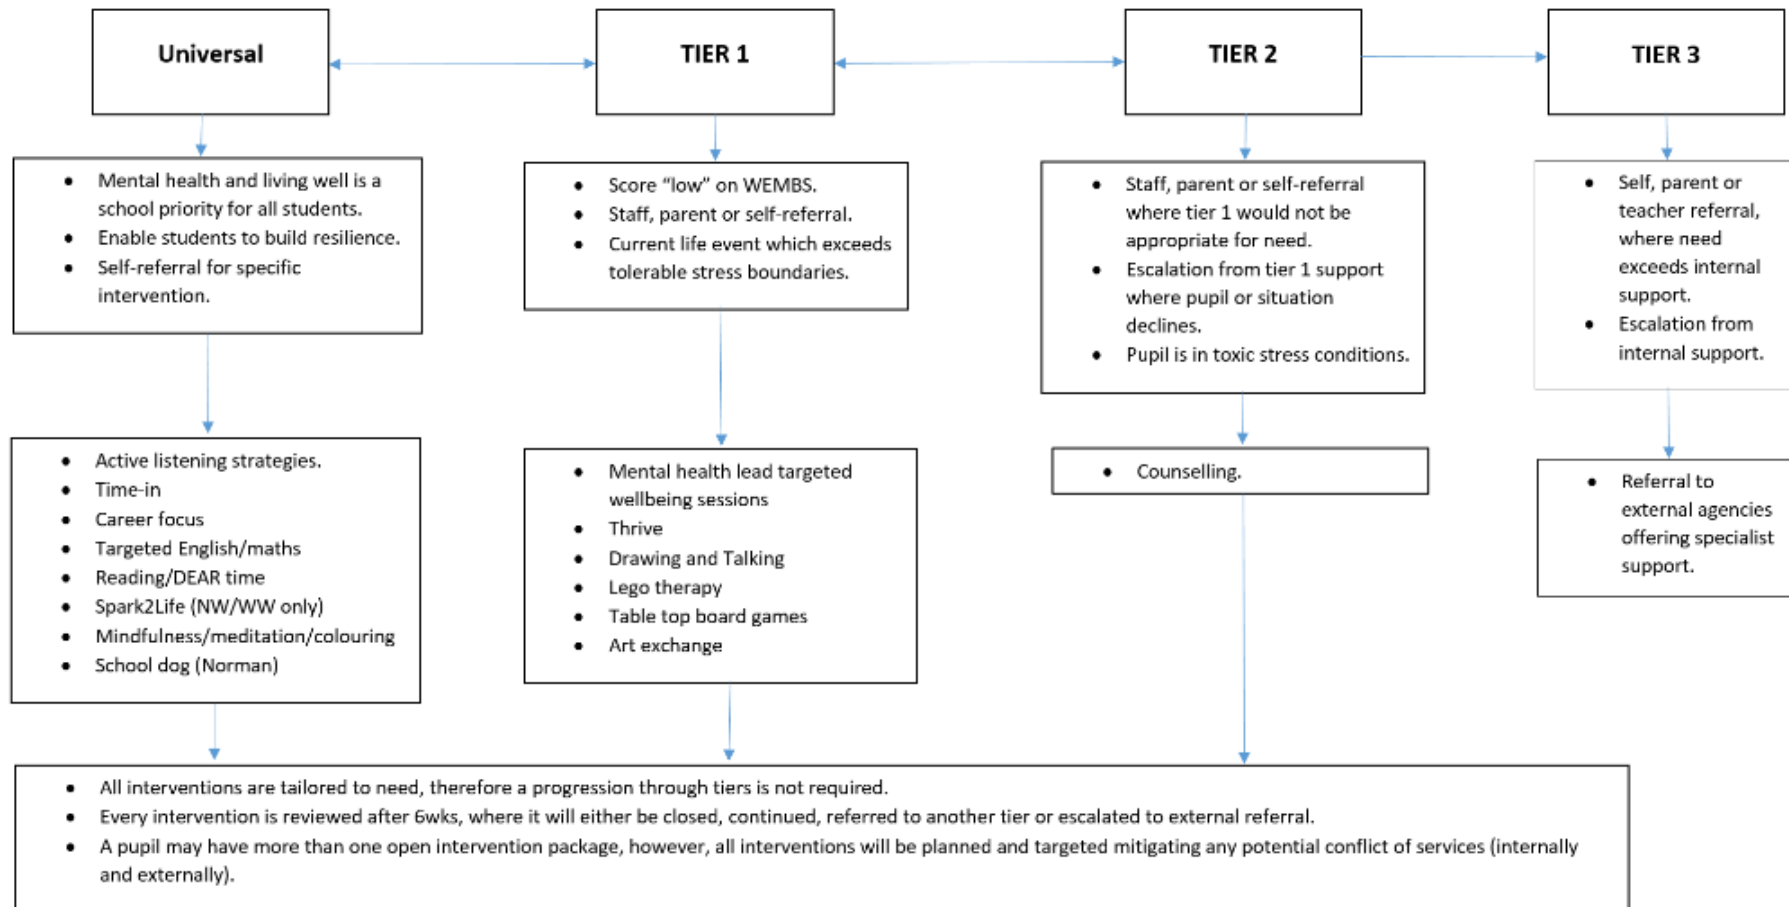 Universal
TIER 1
TIER 2
TIER 3
• Mental health and living well is a
school priority for all students.
• Enable students to build resilience.
• Self-referral for specific
intervention.
• Score “low” on WEMBS.
• Staff, parent or self-referral.
• Current life event which exceeds
tolerable stress boundaries.
• Staff, parent or self-referral
where tier 1 would not be
appropriate for need.
• Escalation from tier 1 support
where pupil or situation
declines.
• Pupil is in toxic stress conditions.
• Self, parent or
teacher referral,
where need
exceeds internal
support.
• Escalation from
internal support.
• Active listening strategies.
• Time-in
• Career focus
• Targeted English/maths
• Reading/DEAR time
• Spark2Life (NW/WW only)
• Mindfulness/meditation/colouring
• School dog (Norman)
• Mental health lead targeted
wellbeing sessions
• Thrive
• Drawing and Talking
• Lego therapy
• Table top board games
• Art exchange
• Counselling.
• Referral to
external agencies
offering specialist
support.
• All interventions are tailored to need, therefore a progression through tiers is not required.
• Every intervention is reviewed after 6wks, where it will either be closed, continued, referred to another tier or escalated to external referral.
• A pupil may have more than one open intervention package, however, all interventions will be planned and targeted mitigating any potential conflict of services (internally
and externally).